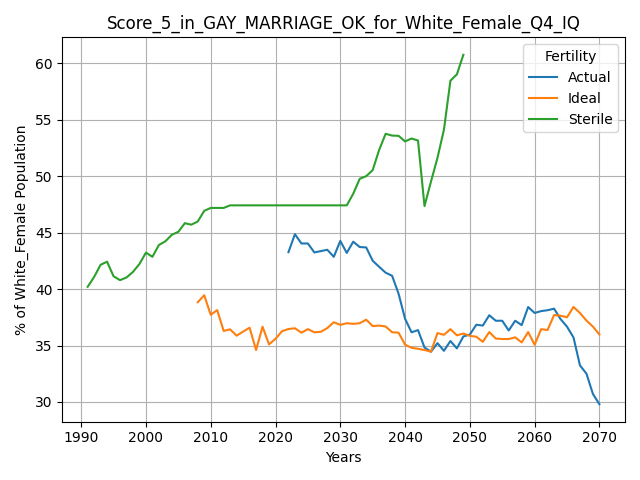 Score_5_in_GAY_MARRIAGE_OK_for_White_Female_Q4_IQ
% of White_Female Population
60
55
50
45
40
35
30
Fertility
Actual
Ideal
Sterile
1990 2000 2010 2020 2030 2040 2050 2060 2070
Years